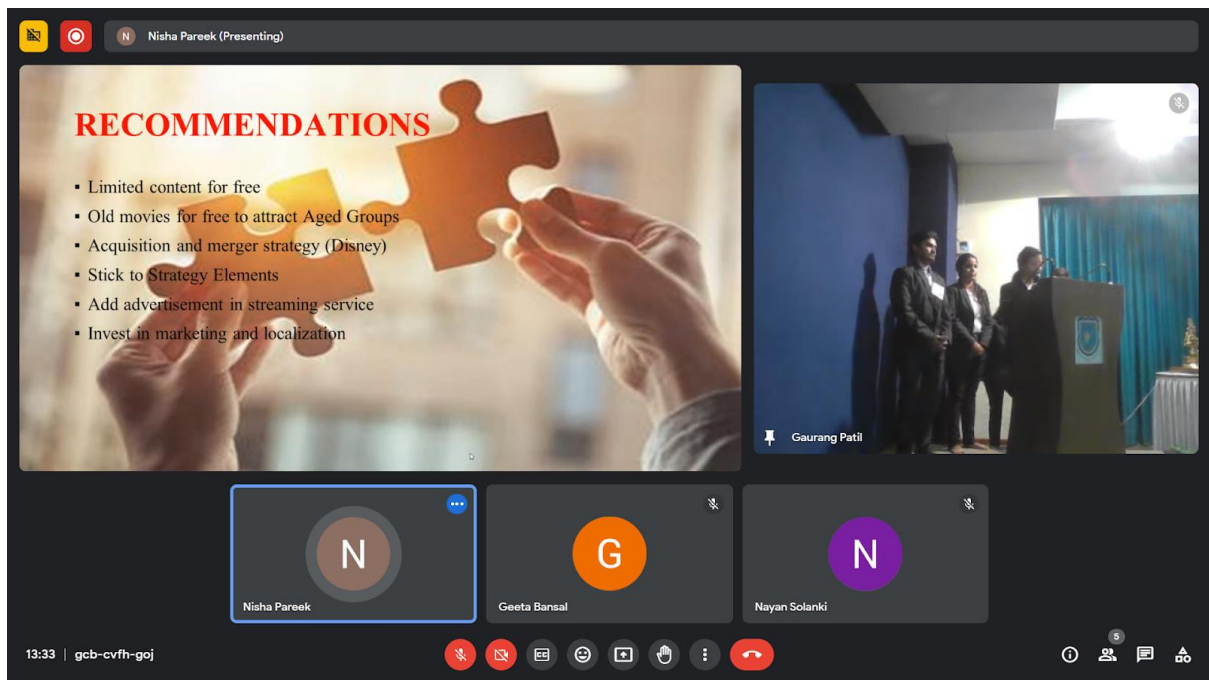 N Nisha Pareek (Presenting)
RECOMMENDATIONS
▪ Limited content for free
▪ Old movies for free to attract Aged Groups
▪ Acquisition and merger strategy (Disney)
▪ Stick to Strategy Elements
▪ Add advertisement in streaming service
▪ Invest in marketing and localization
Gaurang Patil
N
Nisha Pareek
G
Geeta Bansal
N
Nayan Solanki
13:33 | gcb-cvfh-goj
CC
5